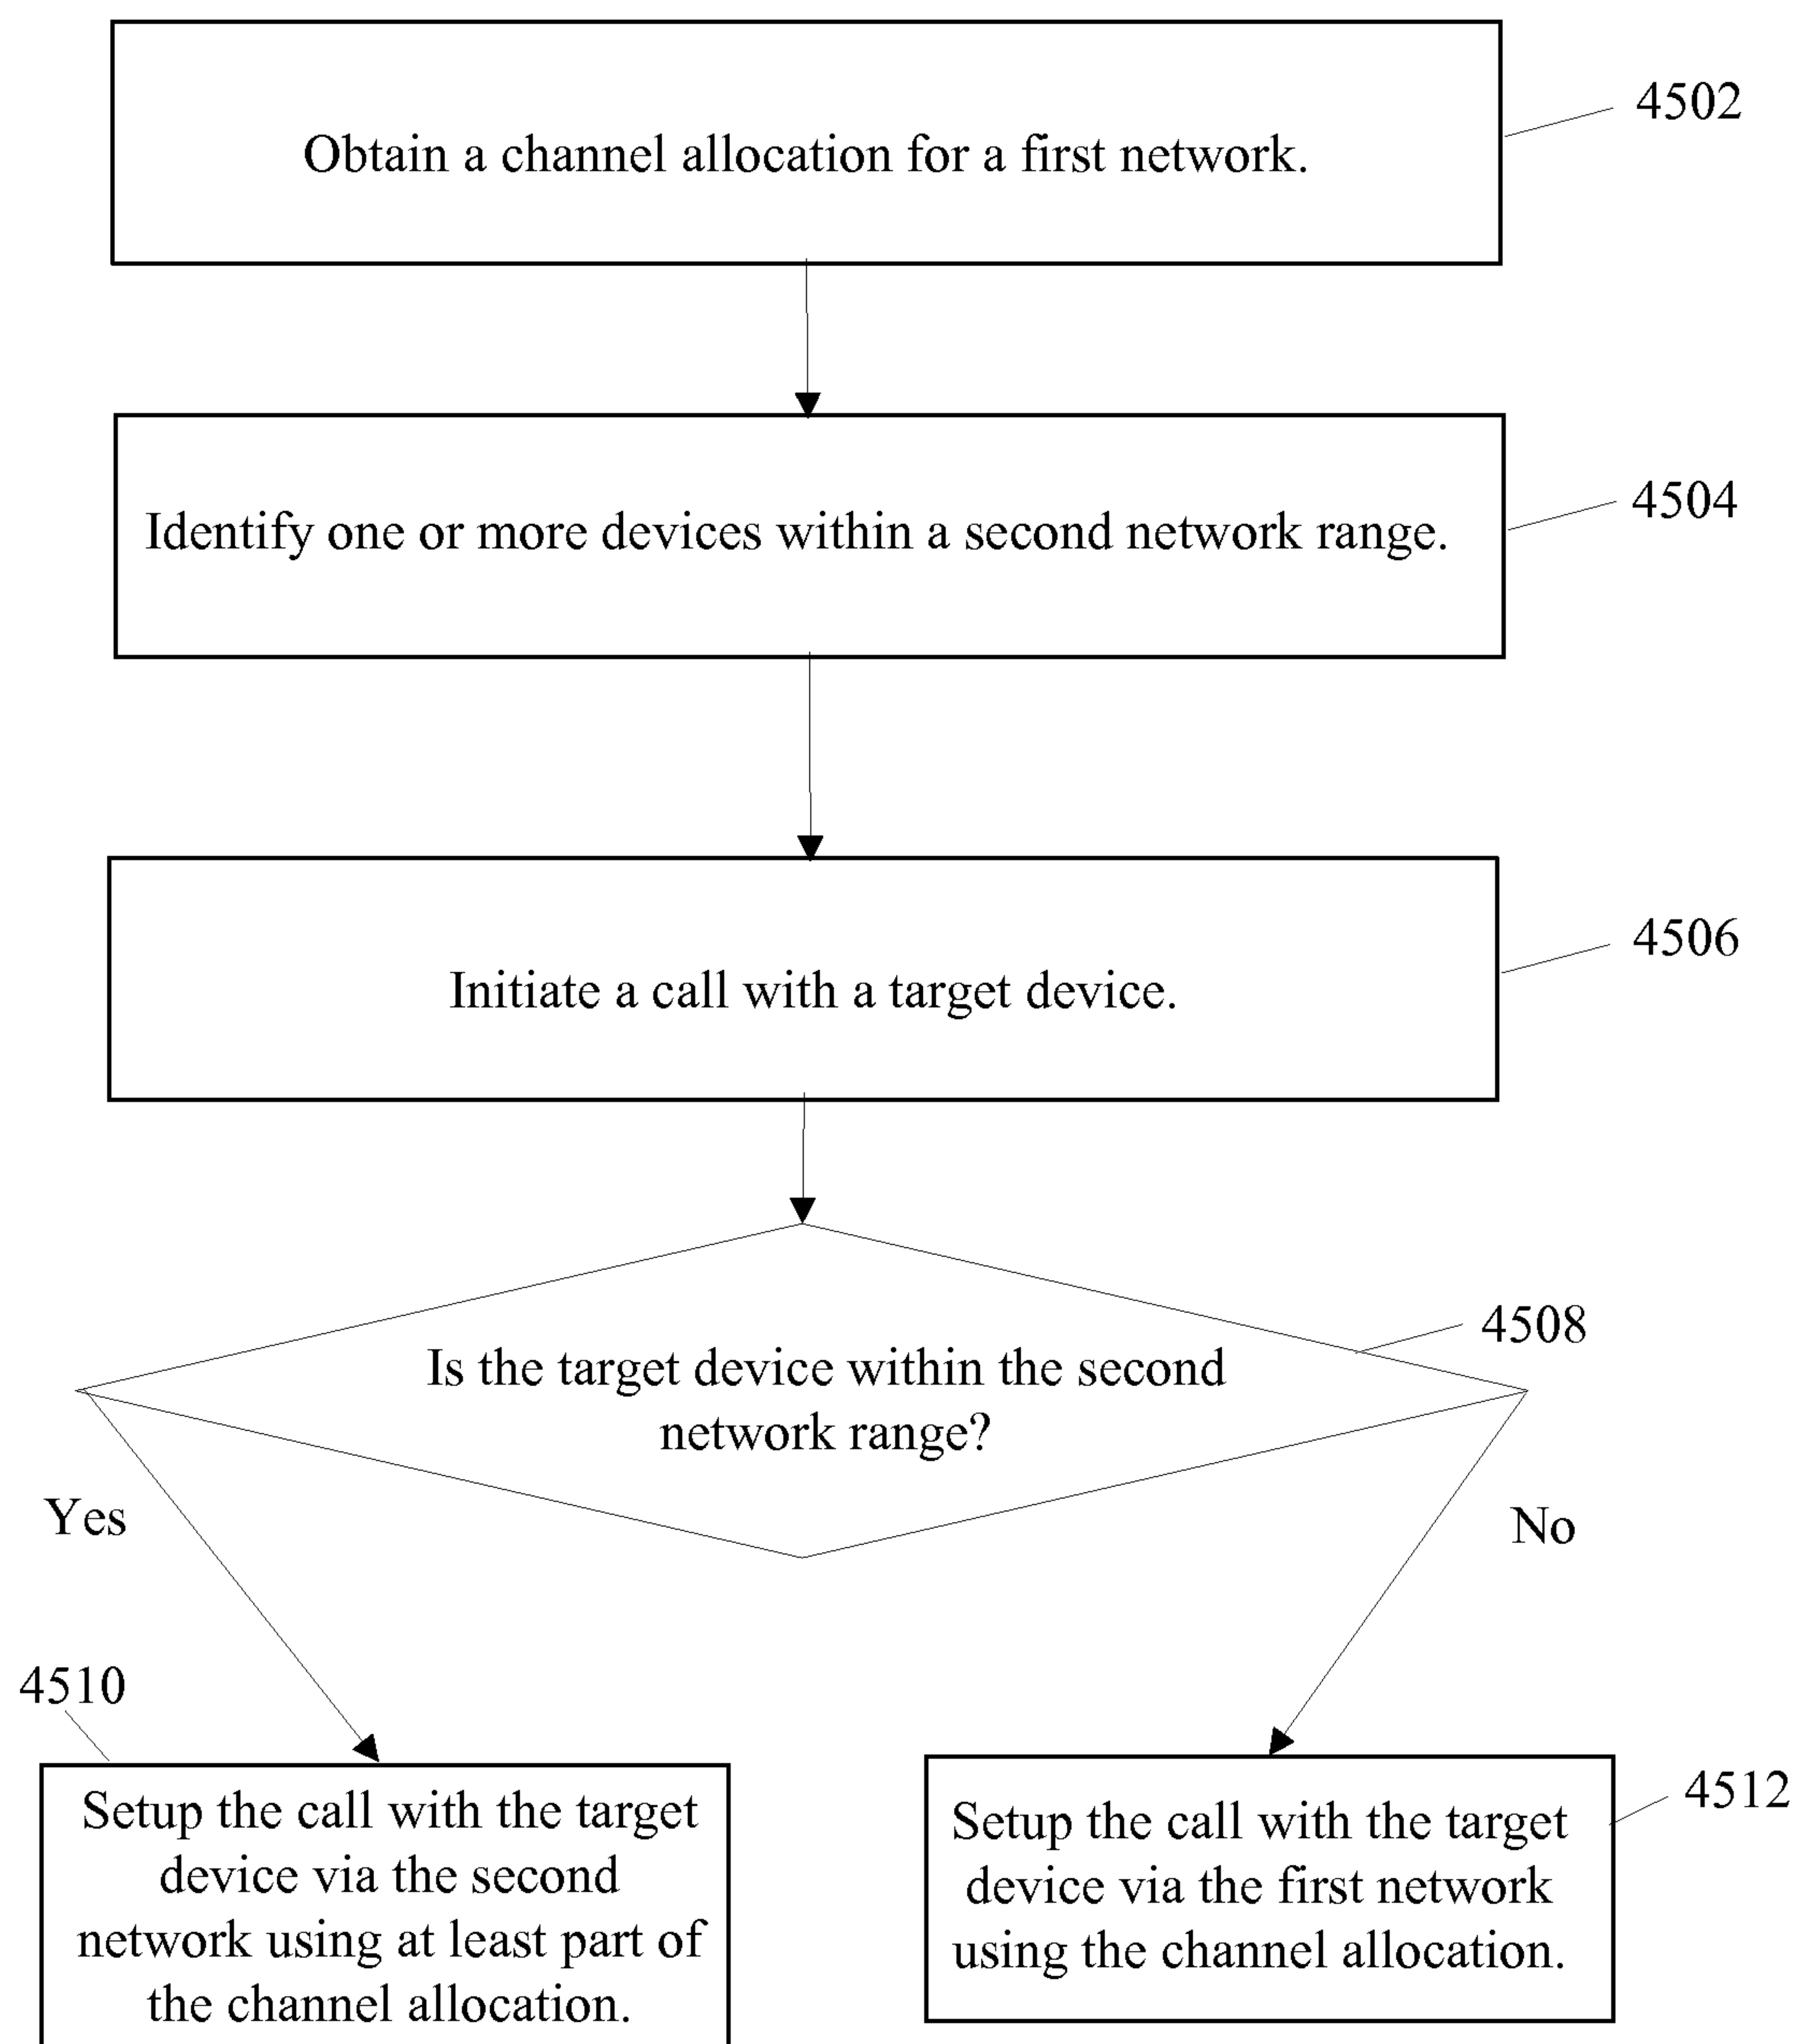 4502
Obtain a channel allocation for a first network.
4504
Identify one or more devices within a second network range.
4506
Initiate a call with a target device.
4508
Is the target device within the second
network range?
Yes
No
4510
Setup the call with the target
device via the second
network using at least part of
the channel allocation.
4512
Setup the call with the target
device via the first network
using the channel allocation.